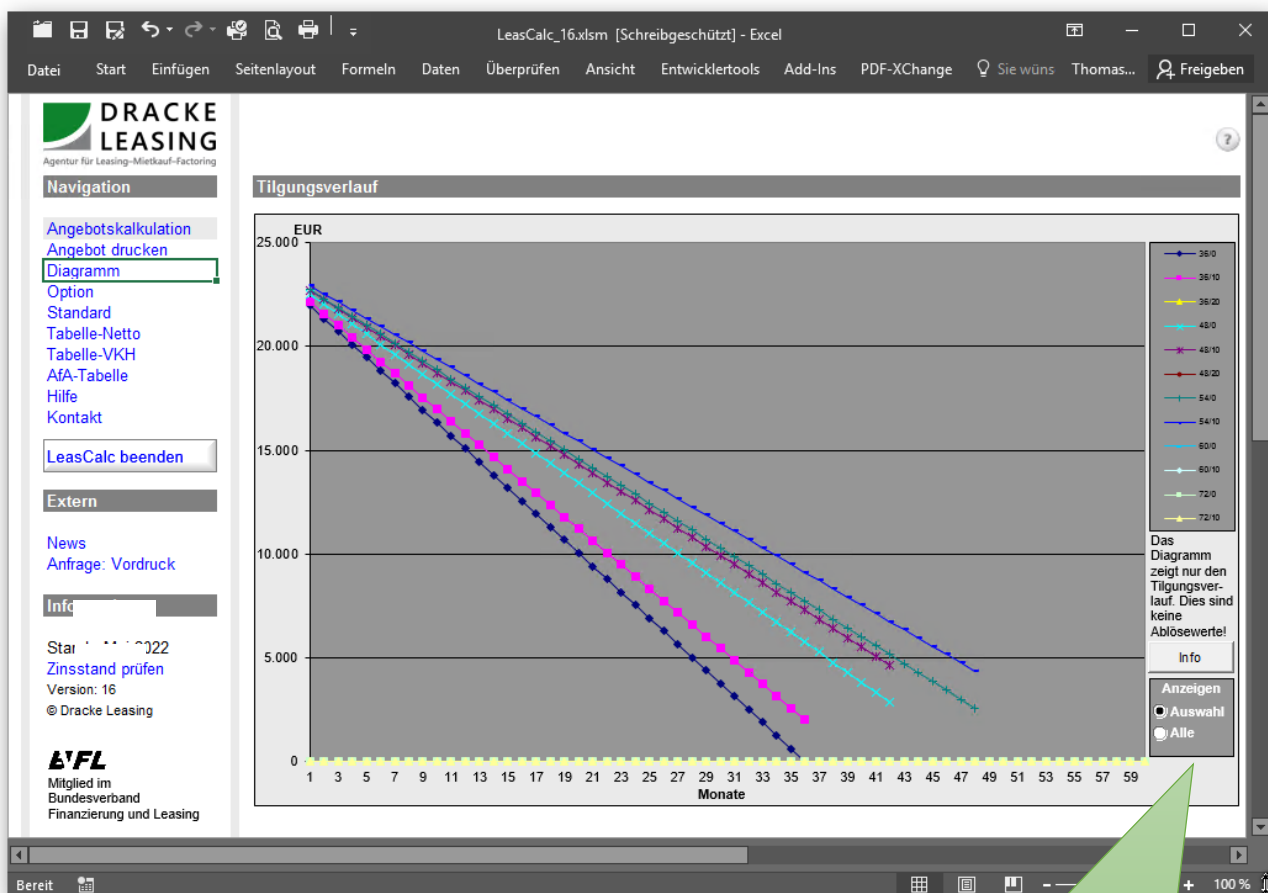 LeasCalc_16.xlsm [Schreibgeschützt] - Excel
Datei Start Einfügen Seitenlayout Formeln Daten Überprüfen Ansicht Entwicklertools Add-Ins PDF-XChange Sie wüns Thomas... Freigeben
DRACKE
LEASING
Agentur für Leasing–Mietkauf–Factoring
?
Navigation
Angebotskalkulation
Angebot drucken
Diagramm
Option
Standard
Tabelle-Netto
Tabelle-VKH
AfA-Tabelle
Hilfe
Kontakt
LeasCalc beenden
Extern
News
Anfrage: Vordruck
2022
Zinsstand prüfen
Version: 16
© Dracke Leasing
BVFL
Mitglied im
Bundesverband
Finanzierung und Leasing
Tilgungsverlauf
EUR
25.000
20.000
15.000
10.000
5.000
0
1 3 5 7 9 11 13 15 17 19 21 23 25 27 29 31 33 35 37 39 41 43 45 47 49 51 53 55 57 59
Monate
36/0
36/10
36/20
48/0
48/10
48/20
54/0
54/10
60/0
60/10
72/0
72/10
Das
Diagramm
zeigt nur den
Tilgungsver-
lauf. Dies sind
keine
Ablösewerte!
Info
Anzeigen
Auswahl
Alle
Bereit
100 %